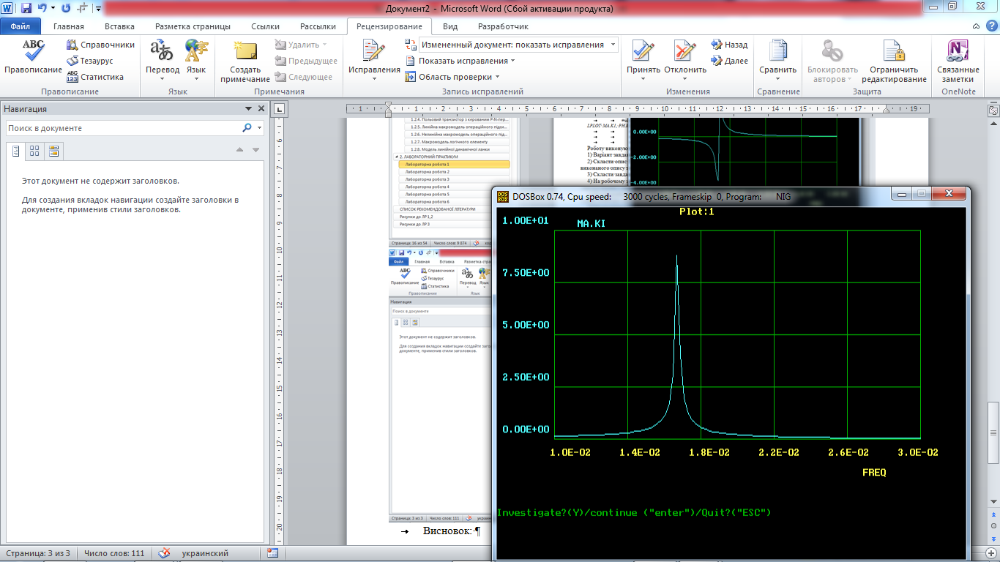 Документ2 - Microsoft Word (Сбой активации продукта)
Файл Главная Вставка Разметка страницы Ссылки Рассылки Рецензирование Вид Разработчик
ABC Правописание
Справочники
Тезаурус
Статистика
Правописание
Перевод Язык
Язык
Создать примечание
Удалить
Предыдущее
Следующее
Примечания
Исправления
Измененный документ: показать исправления
Показать исправления
Область проверки
Запись исправлений
Принять Отклонить
Назад
Далее
Изменения
Сравнить
Сравнение
Блокировать авторов
Ограничить редактирование
Защита
Связанные заметки
OneNote
Навигация
Поиск в документе
Этот документ не содержит заголовков.
Для создания вкладок навигации создайте заголовки в
документе, применив стили заголовков.
1.2.4. Польовий транзистор з керованим P-N-пер...
1.2.5. Лінійна макромодель операційного підси...
1.2.6. Нелинійна макромодель операційного під...
1.2.7. Макромодель логічного елементу
1.2.8. Модель лінійної динамічної ланки
2. ЛАБОРАТОРНИЙ ПРАКТИКУМ
Лабораторна робота 1
Лабораторна робота 2
Лабораторна робота 3
Лабораторна робота 4
Лабораторна робота 5
Лабораторна робота 6
СПИСОК РЕКОМЕНДОВАНОЇ ЛІТЕРАТУРИ
Рисунки до ЛР1,2
Рисунки до ЛР 3
Страница: 16 из 54 Число слов: 9 074
Роботу виконую
1) Варіант завда
2) Скласти опис
виконаного опису з
3) Скласти завда
4) На робочому з
0.00E+00
-2.00E+00
-4.00E+00
Файл Главная Вставка Разметка стра
ABC Правописание
Справочники
Тезаурус
Статистика
Правописание
Перевод Язык
Язык
Навигация
Поиск в документе
Этот документ не содержит заголовков.
Для создания вкладок навигации создайте заго
документе, применив стили заголовков.
Страница: 3 из 3 Число слов: 111 украин
Висновок:
DOSBox 0.74, Cpu speed: 3000 cycles, Frameskip 0, Program: NIG
Plot:1
MA.KI
1.00E+01
7.50E+00
5.00E+00
2.50E+00
0.00E+00
1.0E-02 1.4E-02 1.8E-02 2.2E-02 2.6E-02 3.0E-02
FREQ
Investigate?(Y)/continue ("enter")/Quit?("ESC")
Страница: 3 из 3 Число слов: 111 украинский